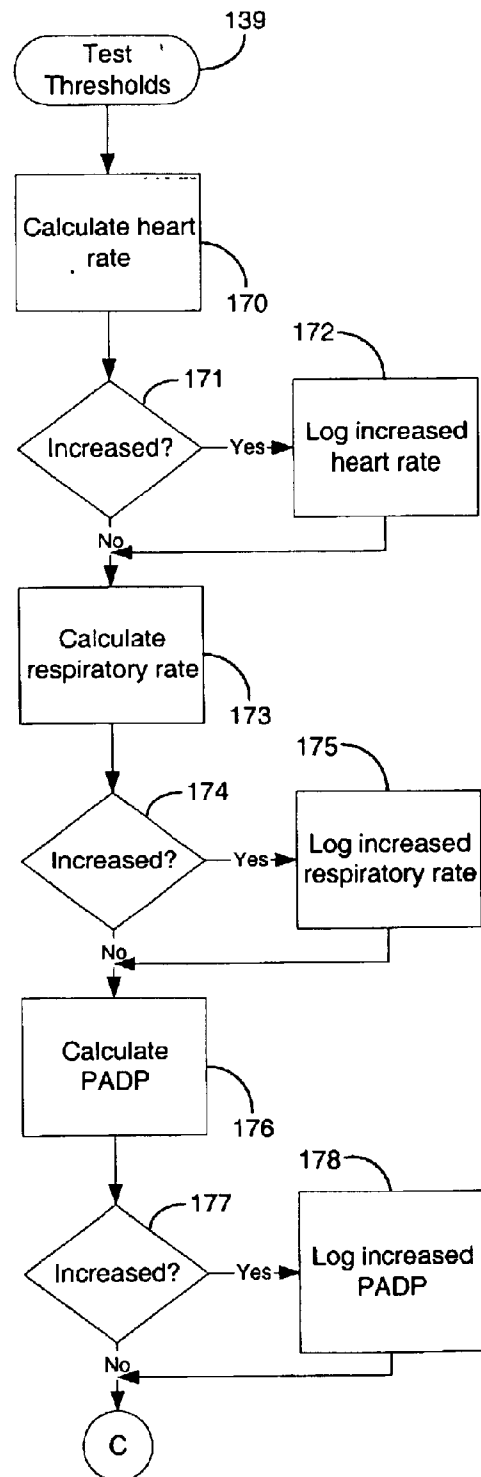 139
Test
Thresholds
Calculate heart
rate
170
171
172
Increased?
Yes
Log increased
heart rate
No
Calculate
respiratory rate
173
174
175
Increased?
Yes
Log increased
respiratory rate
No
Calculate
PADP
176
177
178
Increased?
Yes
Log increased
PADP
No
C